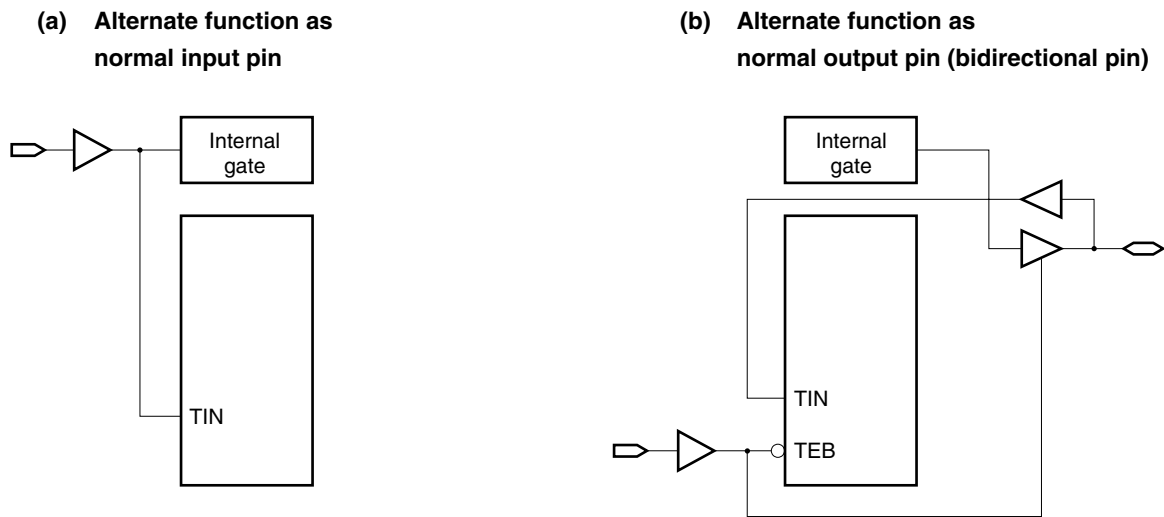 (a) Alternate function as
normal input pin
Internal
gate
TIN
(b) Alternate function as
normal output pin (bidirectional pin)
Internal
gate
TIN
TEB